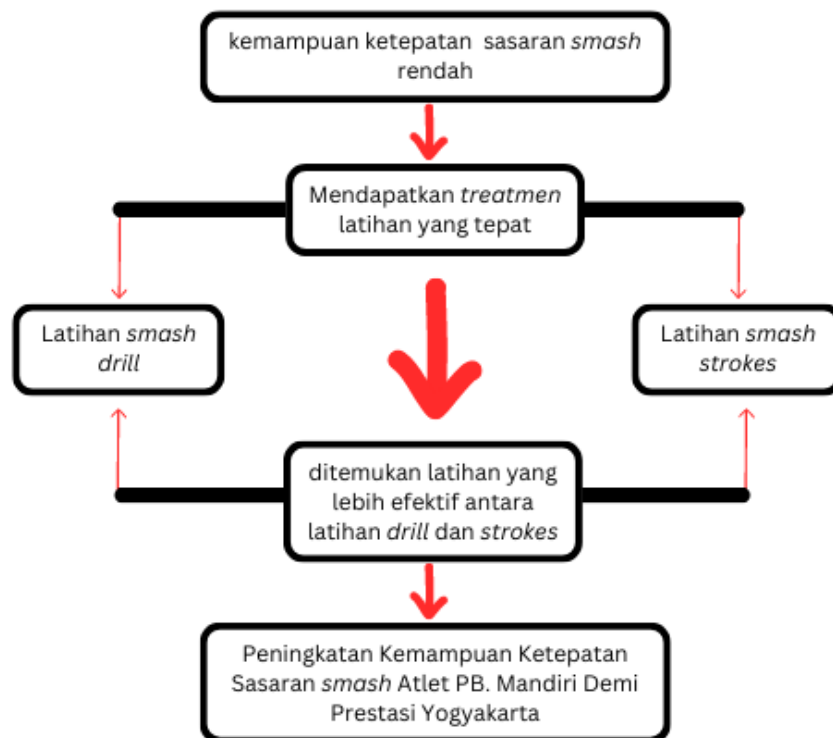 kemampuan ketepatan sasaran smash
rendah
Mendapatkan treatmen
latihan yang tepat
Latihan smash
drill
Latihan smash
strokes
ditemukan latihan yang
lebih efektif antara
latihan drill dan strokes
Peningkatan Kemampuan Ketepatan
Sasaran smash Atlet PB. Mandiri Demi
Prestasi Yogyakarta